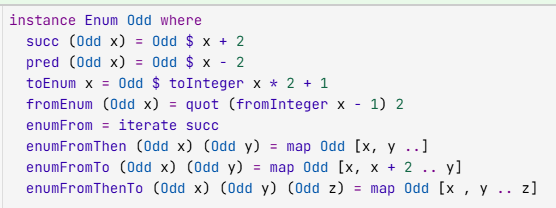 instance Enum Odd where
  succ (Odd x) = Odd $ x + 2
  pred (Odd x) = Odd $ x - 2
  toEnum x = Odd $ toInteger x * 2 + 1
  fromEnum (Odd x) = quot (fromInteger x - 1) 2
  enumFrom = iterate succ
  enumFromThen (Odd x) (Odd y) = map Odd [x, y ..]
  enumFromTo (Odd x) (Odd y) = map Odd [x, x + 2 .. y]
  enumFromThenTo (Odd x) (Odd y) (Odd z) = map Odd [x , y .. z]